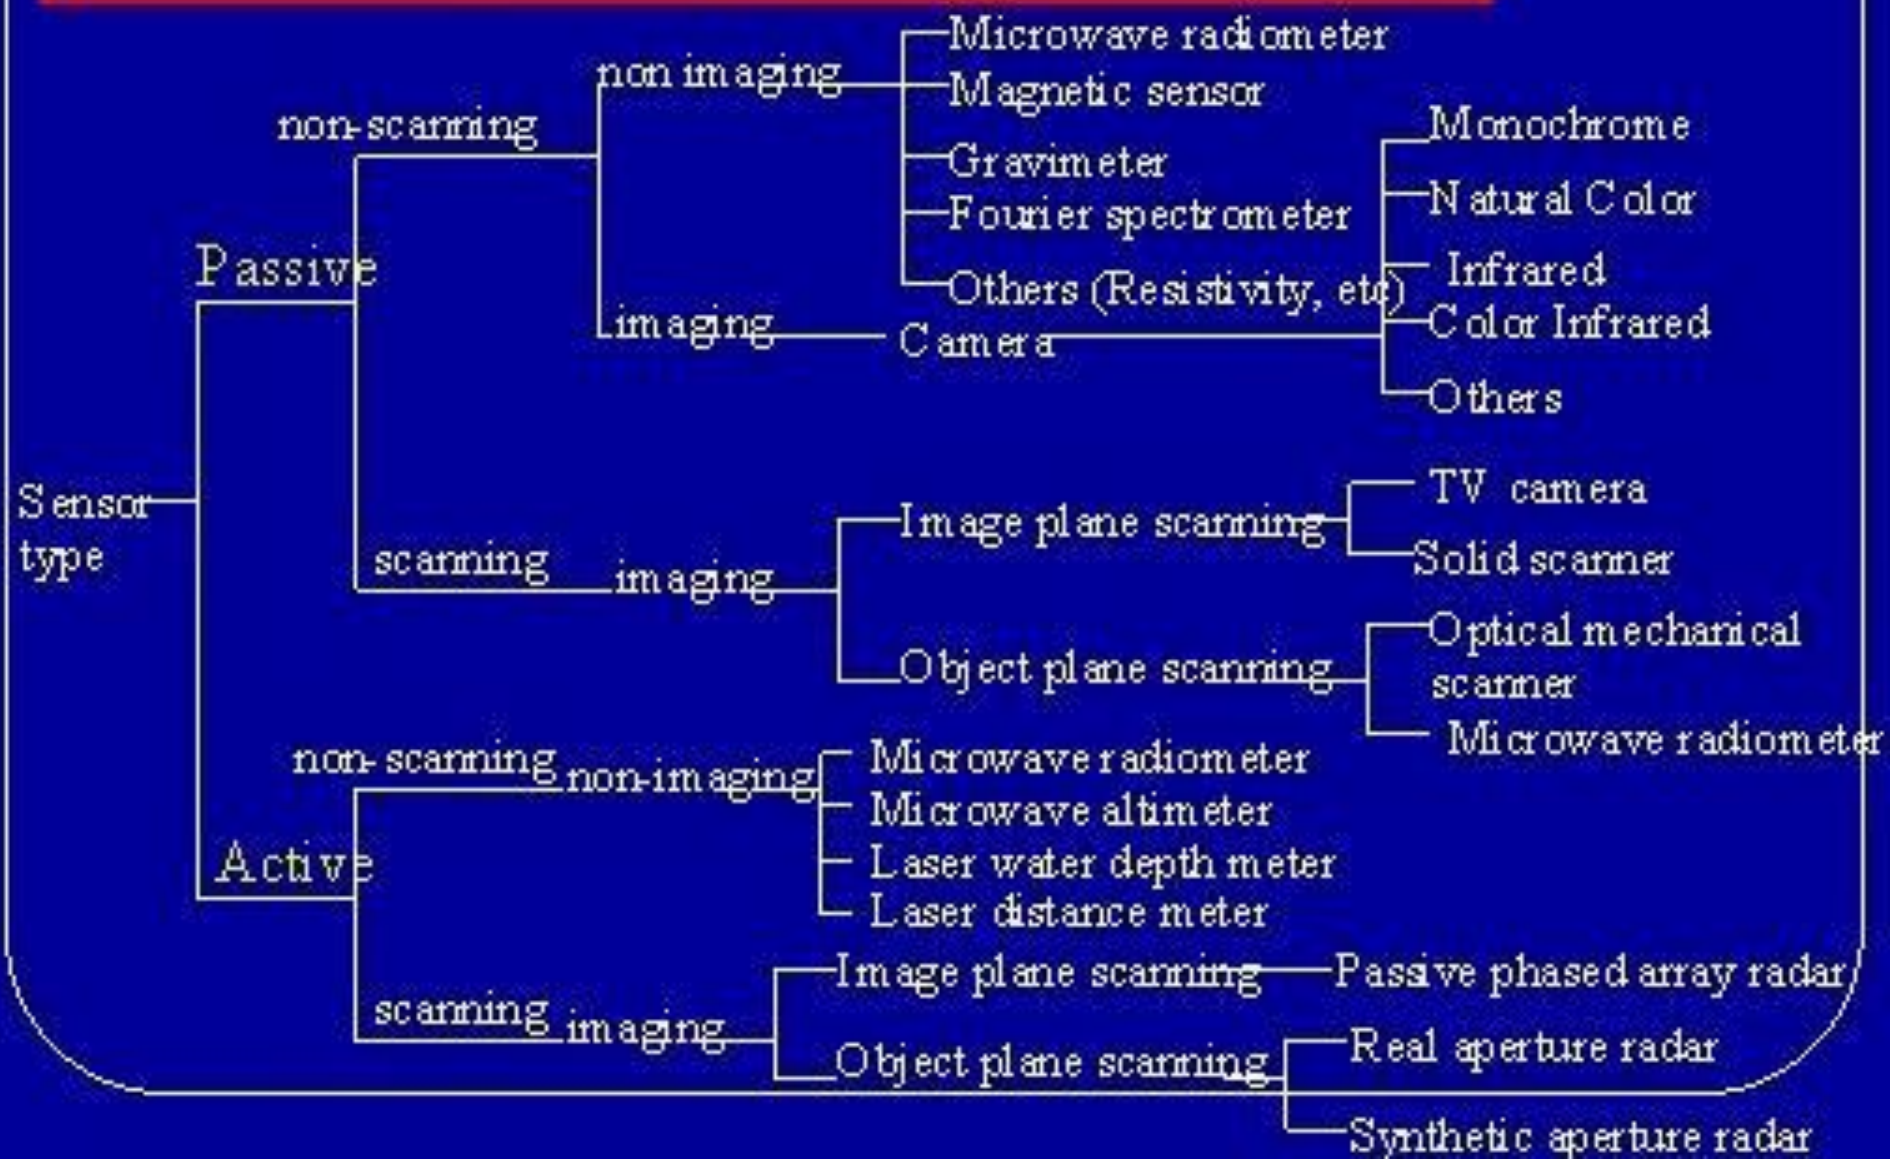 Microwave radiometer
non imaging
Magnetic sensor
non-scanning
Monochrome
Gravimeter
Natural Color
Fourier spectrometer
Passive
Infrared
Others (Resistivity, etc)
imaging
Camera
Color Infrared
Others
Sensor
type
TV camera
Image plane scanning
scanning
imaging
Solid scanner
Optical mechanical
scanner
Object plane scanning
Microwave radiometer
non-scanning
non-imaging
Microwave radiometer
Microwave altimeter
Active
Laser water depth meter
Laser distance meter
Image plane scanning
Passive phased array radar
scanning
imaging
Object plane scanning
Real aperture radar
Synthetic aperture radar